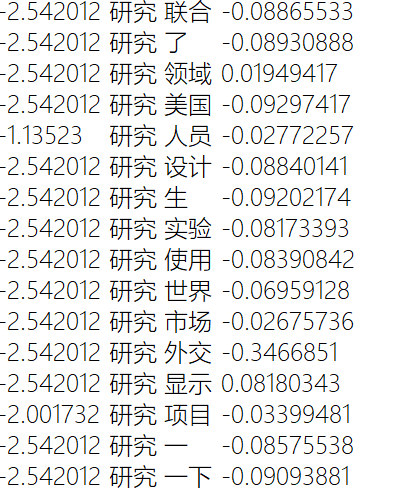 -2.542012 研究 联合 -0.08865533
-2.542012 研究 了 -0.08930888
-2.542012 研究 领域 0.01949417
-2.542012 研究 美国 -0.09297417
-1.13523 研究 人员 -0.02772257
-2.542012 研究 设计 -0.08840141
-2.542012 研究 生 -0.09202174
-2.542012 研究 实验 -0.08173393
-2.542012 研究 使用 -0.08390842
-2.542012 研究 世界 -0.06959128
-2.542012 研究 市场 -0.02675736
-2.542012 研究 外交 -0.3466851
-2.542012 研究 显示 0.08180343
-2.001732 研究 项目 -0.03399481
-2.542012 研究 一 -0.08575538
-2.542012 研究 一下 -0.09093881